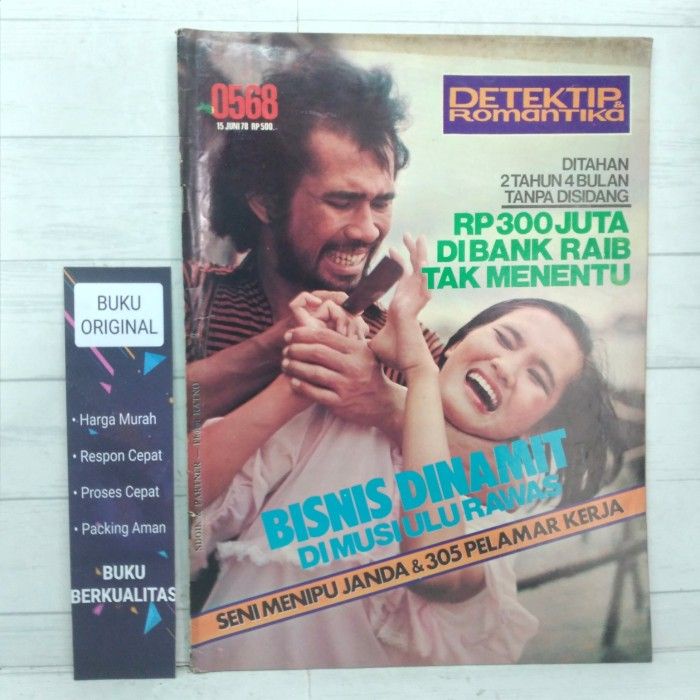 0568
15 JUNI 78 RP 500.-
DETEKTIP &
ROMANTIKA
DITAHAN
2 TAHUN 4 BULAN
TANPA DISIDANG
RP 300 JUTA
DI BANK RAIB
TAK MENENTU
BISNIS DINAMIT
DI MUSI ULU RAWAS
SENI MENIPU JANDA & 305 PELAMAR KERJA
BUKU
ORIGINAL
• Harga Murah
• Respon Cepat
• Proses Cepat
• Packing Aman
BUKU
BERKUALITAS